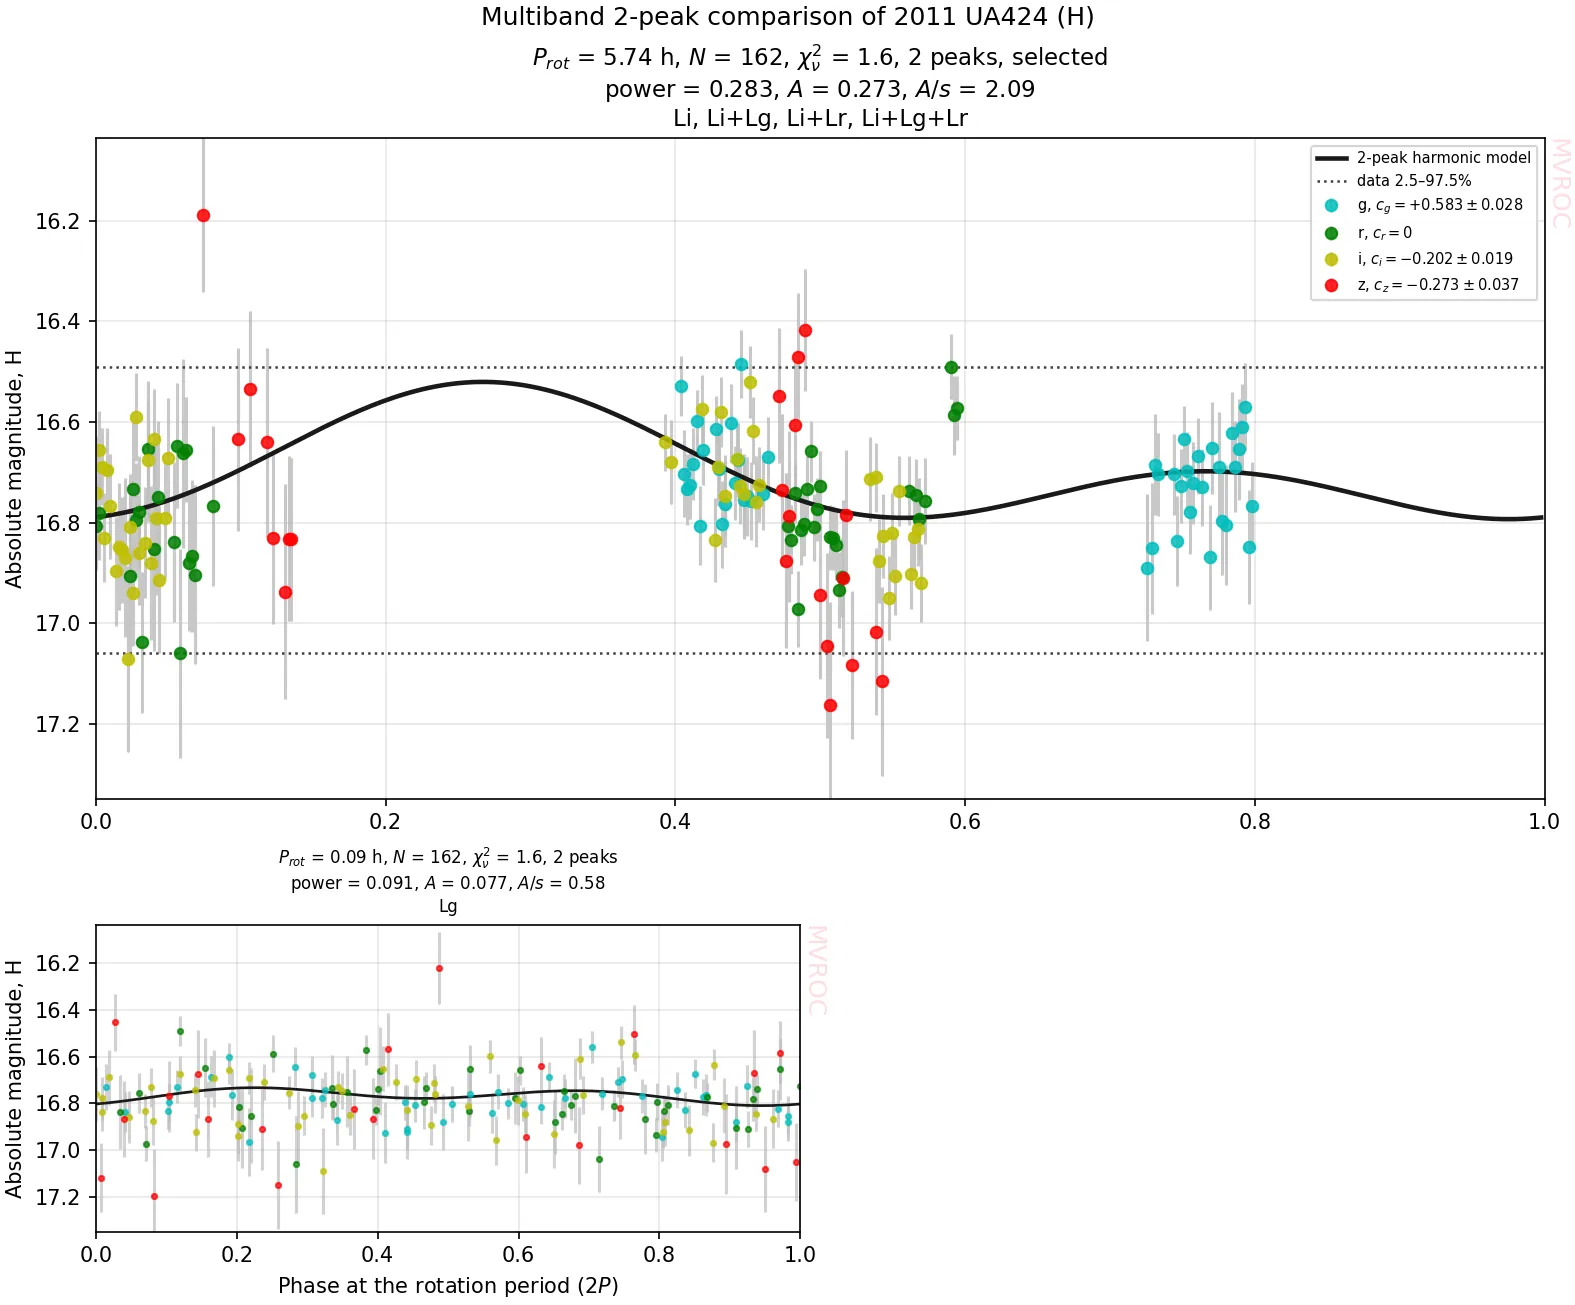 Multiband 2-peak comparison of 2011 UA424 (H)
P_rot = 5.74 h, N = 162, χ²_ν = 1.6, 2 peaks, selected
power = 0.283, A = 0.273, A/s = 2.09
Li, Li+Lg, Li+Lr, Li+Lg+Lr
MVROC
2-peak harmonic model
data 2.5–97.5%
g, c_g = +0.583 ± 0.028
r, c_r = 0
i, c_i = −0.202 ± 0.019
z, c_z = −0.273 ± 0.037
Absolute magnitude, H
16.2
16.4
16.6
16.8
17.0
17.2
0.0 0.2 0.4 0.6 0.8 1.0
P_rot = 0.09 h, N = 162, χ²_ν = 1.6, 2 peaks
power = 0.091, A = 0.077, A/s = 0.58
Lg
MVROC
Absolute magnitude, H
16.2
16.4
16.6
16.8
17.0
17.2
0.0 0.2 0.4 0.6 0.8 1.0
Phase at the rotation period (2P)